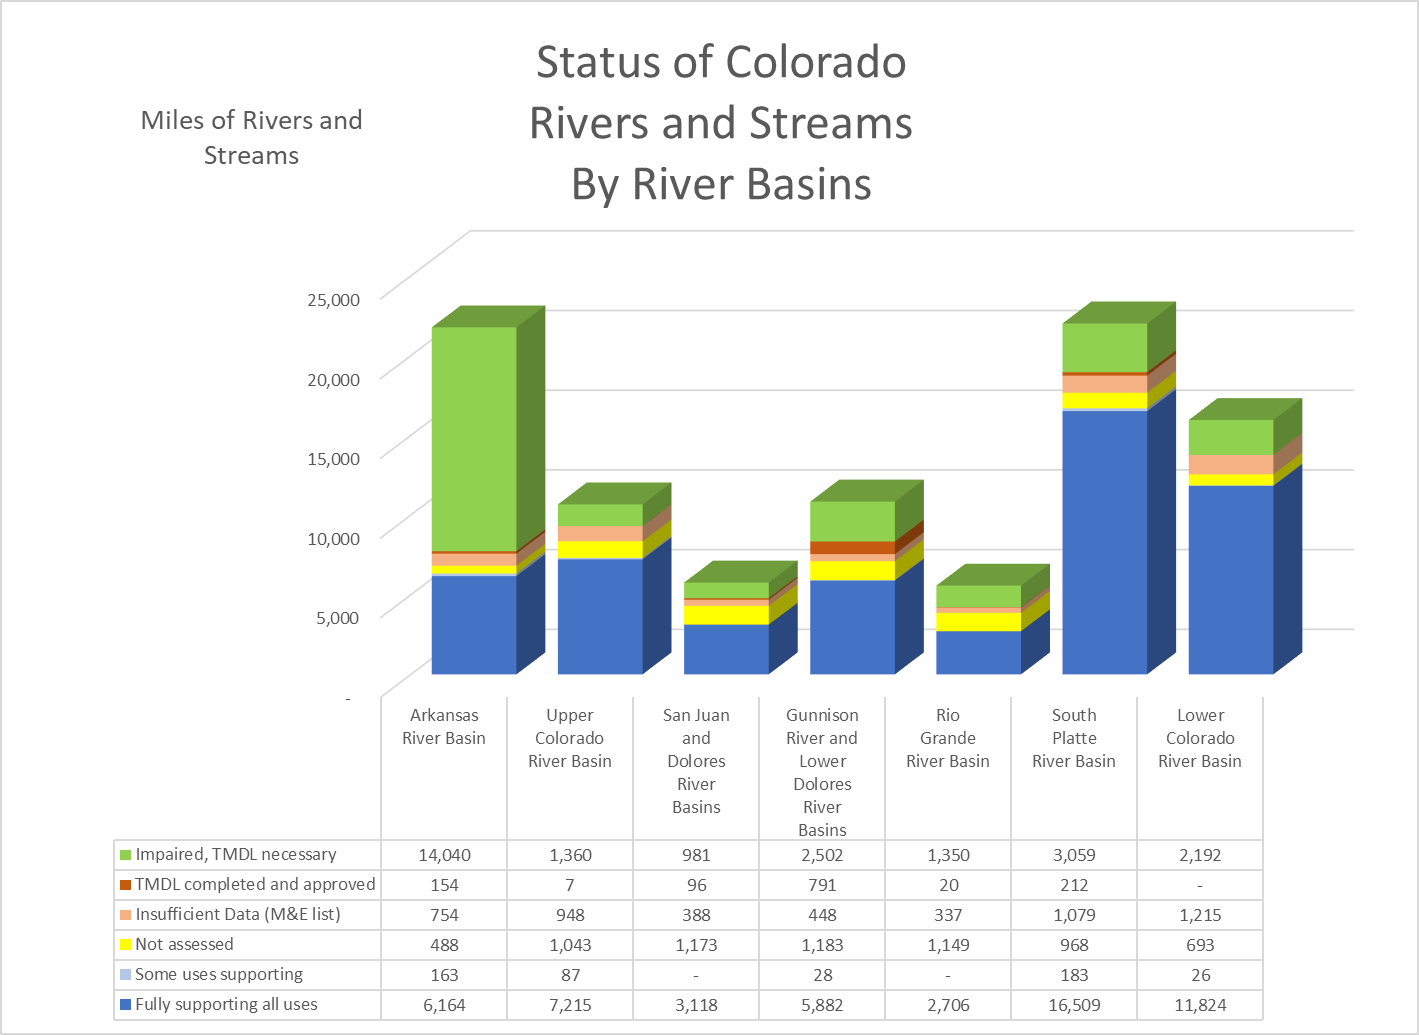 Status of Colorado
Rivers and Streams
By River Basins
Miles of Rivers and
Streams
25,000
20,000
15,000
10,000
5,000
-
Arkansas
River Basin
Upper
Colorado
River Basin
San Juan
and
Dolores
River
Basins
Gunnison
River and
Lower
Dolores
River
Basins
Rio
Grande
River Basin
South
Platte
River Basin
Lower
Colorado
River Basin
Impaired, TMDL necessary 14,040 1,360 981 2,502 1,350 3,059 2,192
TMDL completed and approved 154 7 96 791 20 212 -
Insufficient Data (M&E list) 754 948 388 448 337 1,079 1,215
Not assessed 488 1,043 1,173 1,183 1,149 968 693
Some uses supporting 163 87 - 28 - 183 26
Fully supporting all uses 6,164 7,215 3,118 5,882 2,706 16,509 11,824